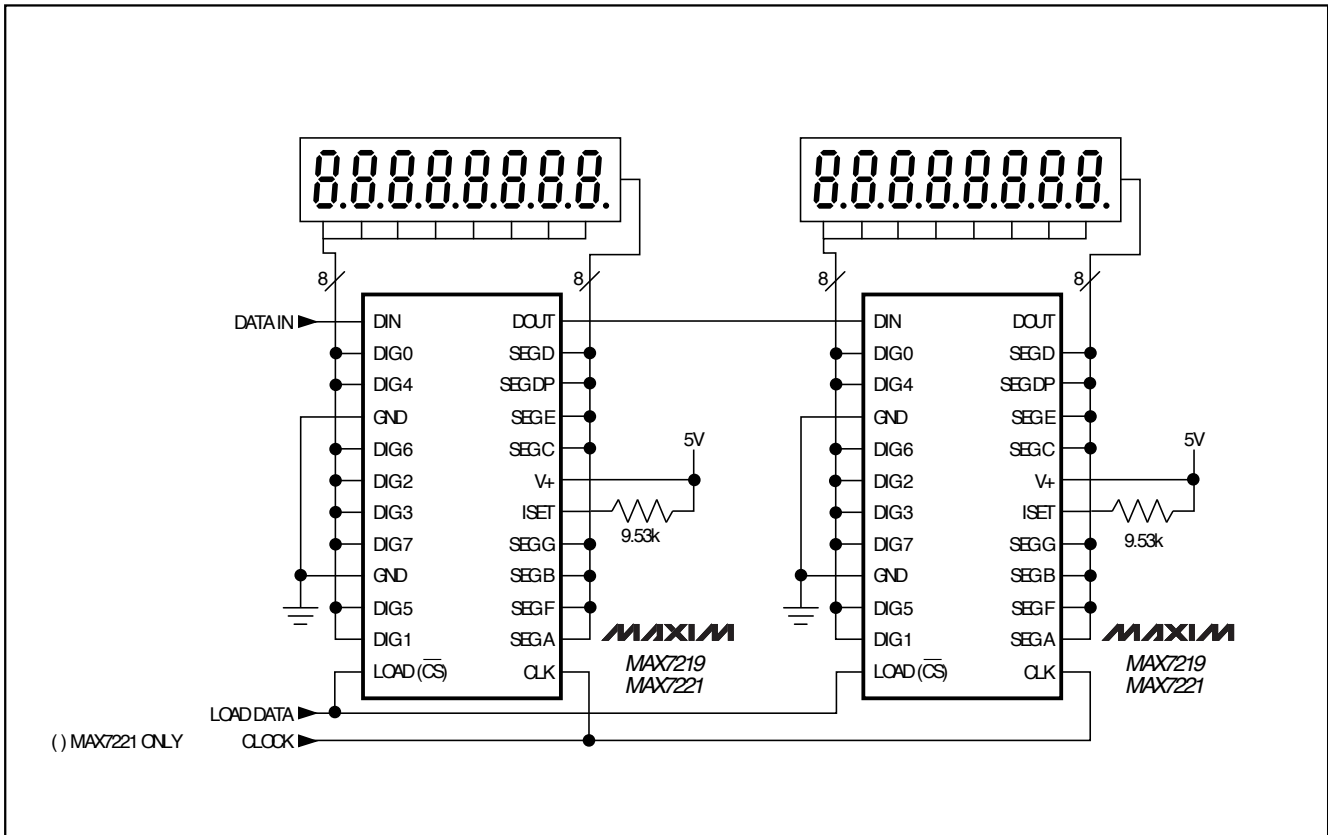 8.8.8.8.8.8.8.8.
8.8.8.8.8.8.8.8.
8
8
8
8
DATA IN
DIN
DOUT
DIG0
SEG D
DIG4
SEG DP
GND
SEG E
DIG6
SEG C
DIG2
V+
5V
DIG3
ISET
9.53k
DIG7
SEG G
GND
SEG B
DIG5
SEG F
DIG1
SEG A
LOAD (C̅S̅)
CLK
MAXIM
MAX7219
MAX7221
DIN
DOUT
DIG0
SEG D
DIG4
SEG DP
GND
SEG E
DIG6
SEG C
DIG2
V+
5V
DIG3
ISET
9.53k
DIG7
SEG G
GND
SEG B
DIG5
SEG F
DIG1
SEG A
LOAD (C̅S̅)
CLK
MAXIM
MAX7219
MAX7221
LOAD DATA
( ) MAX7221 ONLY
CLOCK